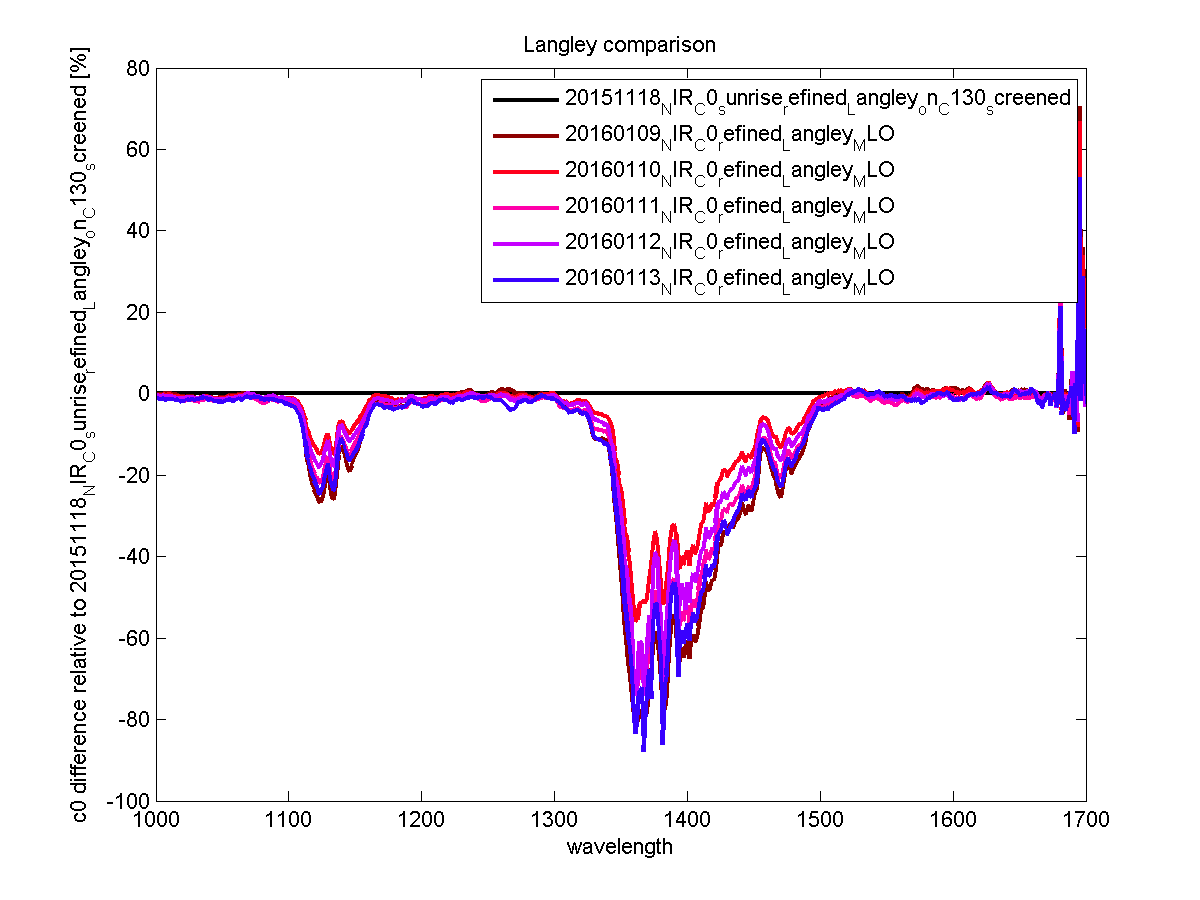 Langley comparison
c0 difference relative to 20151118_NIR_C0_sunrise_refined_Langley_on_C130_screened [%]
80
60
40
20
0
-20
-40
-60
-80
-100
20151118_NIR_C0_sunrise_refined_Langley_on_C130_screened
20160109_NIR_C0_refined_Langley_MLO
20160110_NIR_C0_refined_Langley_MLO
20160111_NIR_C0_refined_Langley_MLO
20160112_NIR_C0_refined_Langley_MLO
20160113_NIR_C0_refined_Langley_MLO
1000 1100 1200 1300 1400 1500 1600 1700
wavelength